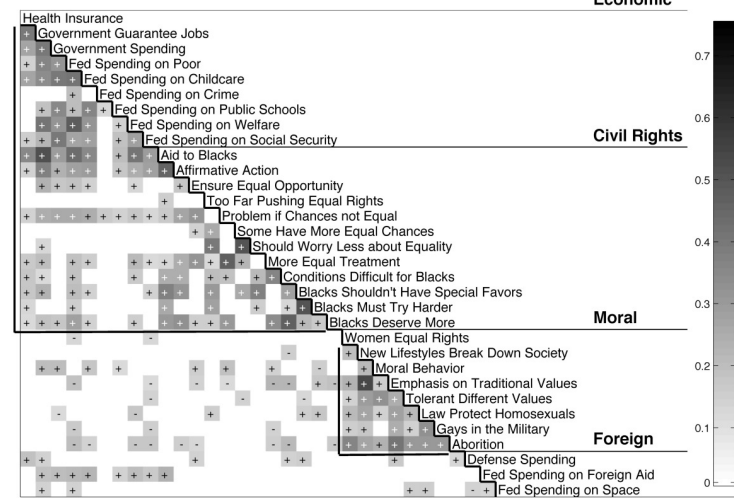 Economic
Health Insurance
Government Guarantee Jobs
Government Spending
Fed Spending on Poor
Fed Spending on Childcare
Fed Spending on Crime
Fed Spending on Public Schools
Fed Spending on Welfare
Fed Spending on Social Security
Civil Rights
Aid to Blacks
Affirmative Action
Ensure Equal Opportunity
Too Far Pushing Equal Rights
Problem if Chances not Equal
Some Have More Equal Chances
Should Worry Less about Equality
More Equal Treatment
Conditions Difficult for Blacks
Blacks Shouldn't Have Special Favors
Blacks Must Try Harder
Blacks Deserve More
Moral
Women Equal Rights
New Lifestyles Break Down Society
Moral Behavior
Emphasis on Traditional Values
Tolerant Different Values
Law Protect Homosexuals
Gays in the Military
Abortion
Foreign
Defense Spending
Fed Spending on Foreign Aid
Fed Spending on Space
0.7
0.6
0.5
0.4
0.3
0.2
0.1
0